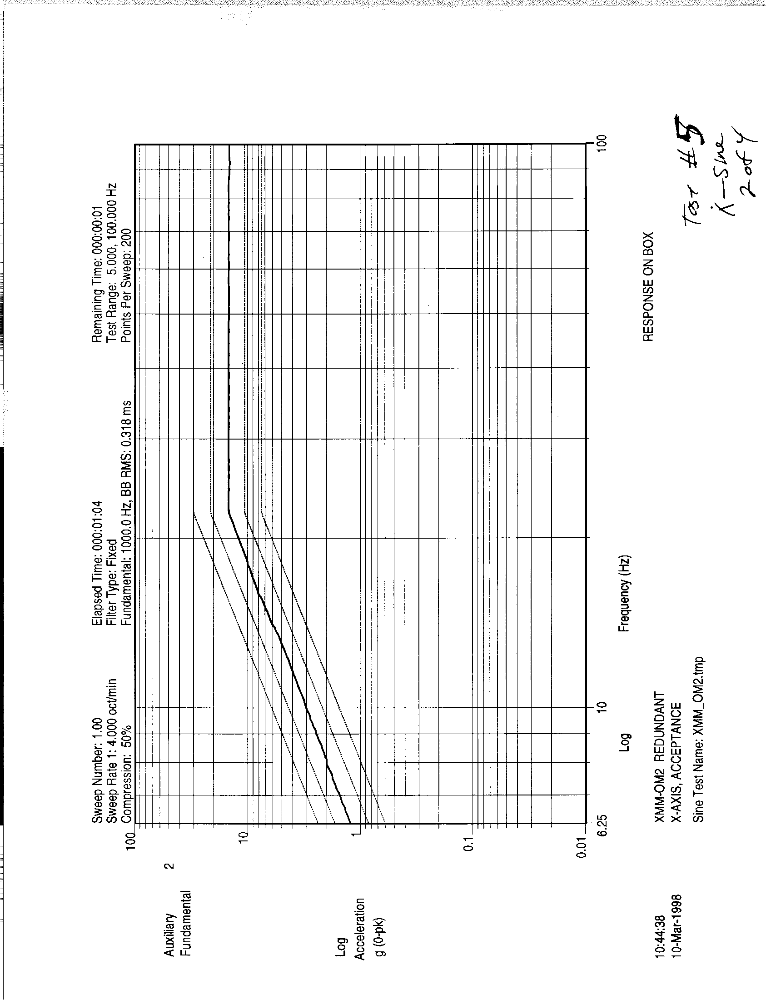 Sweep Number: 1.00
Sweep Rate 1: 4.000 oct/min
Compression: 50%
Elapsed Time: 000:01:04
Filter Type: Fixed
Fundamental: 1000.0 Hz, BB RMS: 0.318 ms
Remaining Time: 000:00:01
Test Range: 5.000, 100.000 Hz
Points Per Sweep: 200
Auxiliary 2
Fundamental
Log
Acceleration
g (0-pk)
100
10
1
0.1
0.01
6.25
10
100
Log
Frequency (Hz)
10:44:38
10-Mar-1998
XMM-OM2 REDUNDANT
X-AXIS, ACCEPTANCE
Sine Test Name: XMM_OM2.tmp
RESPONSE ON BOX
Test #5
X-Sine
2 of 4